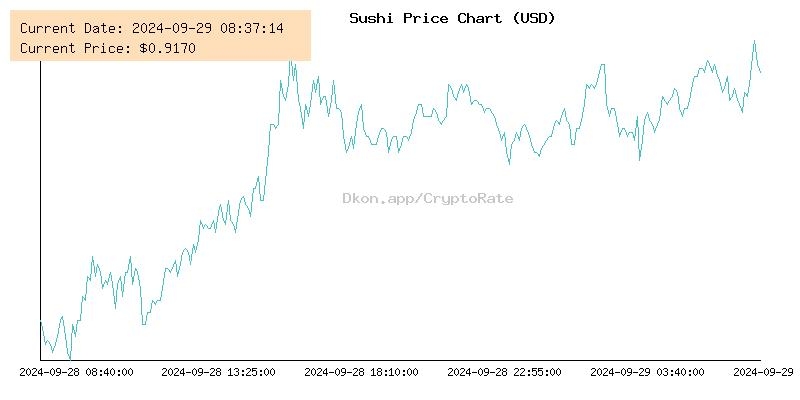 Sushi Price Chart (USD)
Current Date: 2024-09-29 08:37:14
Current Price: $0.9170
Dkon.app/CryptoRate
2024-09-28 08:40:00 2024-09-28 13:25:00 2024-09-28 18:10:00 2024-09-28 22:55:00 2024-09-29 03:40:00 2024-09-29